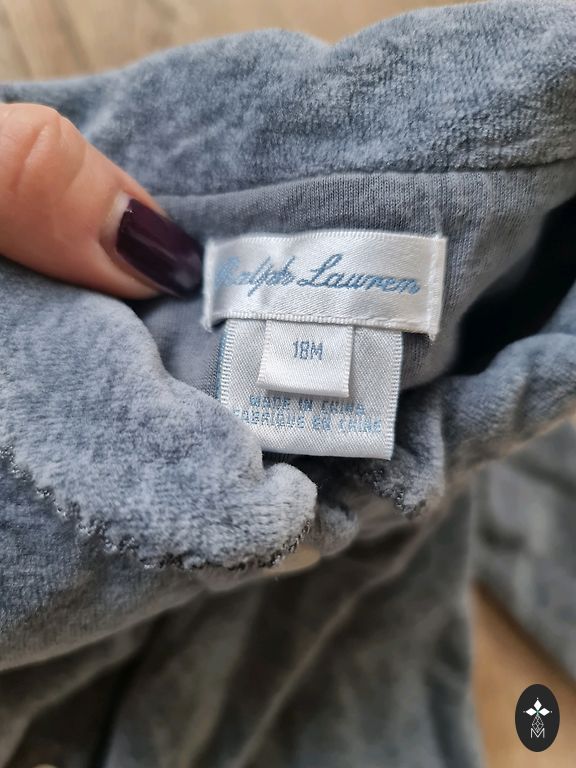 Ralph Lauren
18M
MADE IN CHINA
FABRIQUE EN CHINE